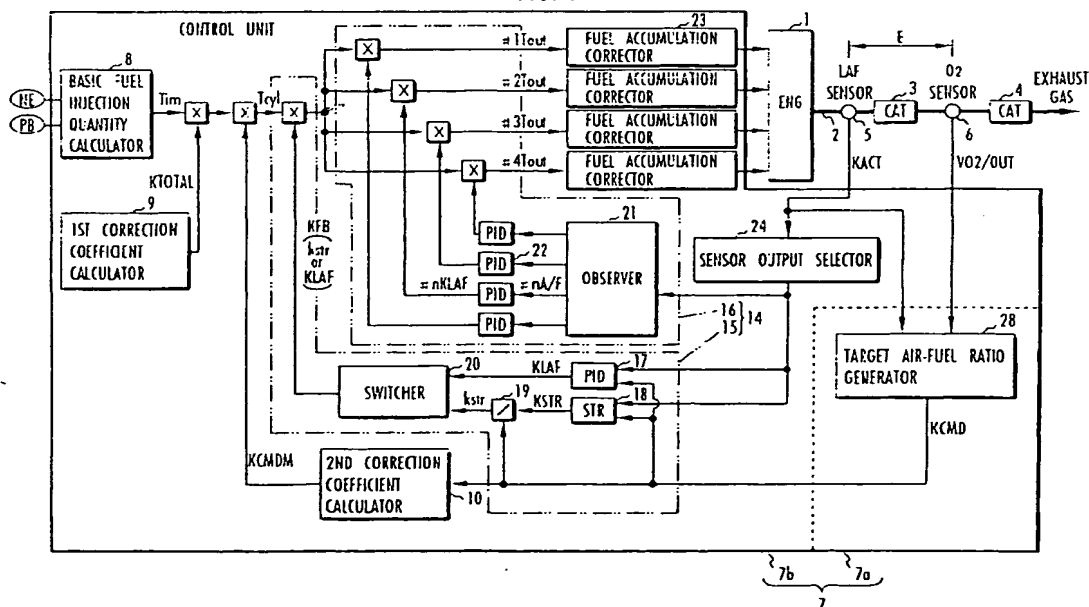 CONTROL UNIT
NE
PB
8
BASIC FUEL
INJECTION
QUANTITY
CALCULATOR
Tim
X
X
Tcyl
X
KTOTAL
9
1ST CORRECTION
COEFFICIENT
CALCULATOR
KFB
(kstr
or
KLAF)
X
X
X
X
#1Tout
#2Tout
#3Tout
#4Tout
23
FUEL ACCUMULATION
CORRECTOR
FUEL ACCUMULATION
CORRECTOR
FUEL ACCUMULATION
CORRECTOR
FUEL ACCUMULATION
CORRECTOR
1
ENG
2
E
LAF
SENSOR
5
3
CAT
O2
SENSOR
6
4
CAT
EXHAUST
GAS
KACT
VO2/OUT
PID
PID
22
PID
PID
#nKLAF
#nA/F
21
OBSERVER
24
SENSOR OUTPUT SELECTOR
16
15
14
28
TARGET AIR-FUEL RATIO
GENERATOR
KCMD
20
SWITCHER
KLAF
17
PID
kstr
19
KSTR
18
STR
KCMDM
2ND CORRECTION
COEFFICIENT
CALCULATOR
10
7b
7a
7